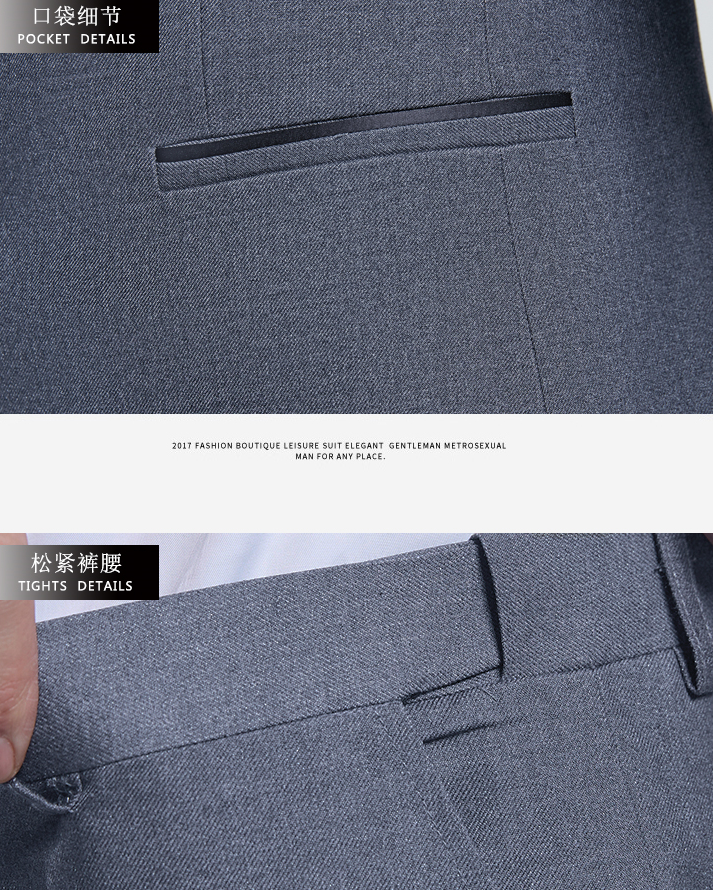 口袋细节
POCKET DETAILS
2017 FASHION BOUTIQUE LEISURE SUIT ELEGANT GENTLEMAN METROSEXUAL
MAN FOR ANY PLACE.
松紧裤腰
TIGHTS DETAILS